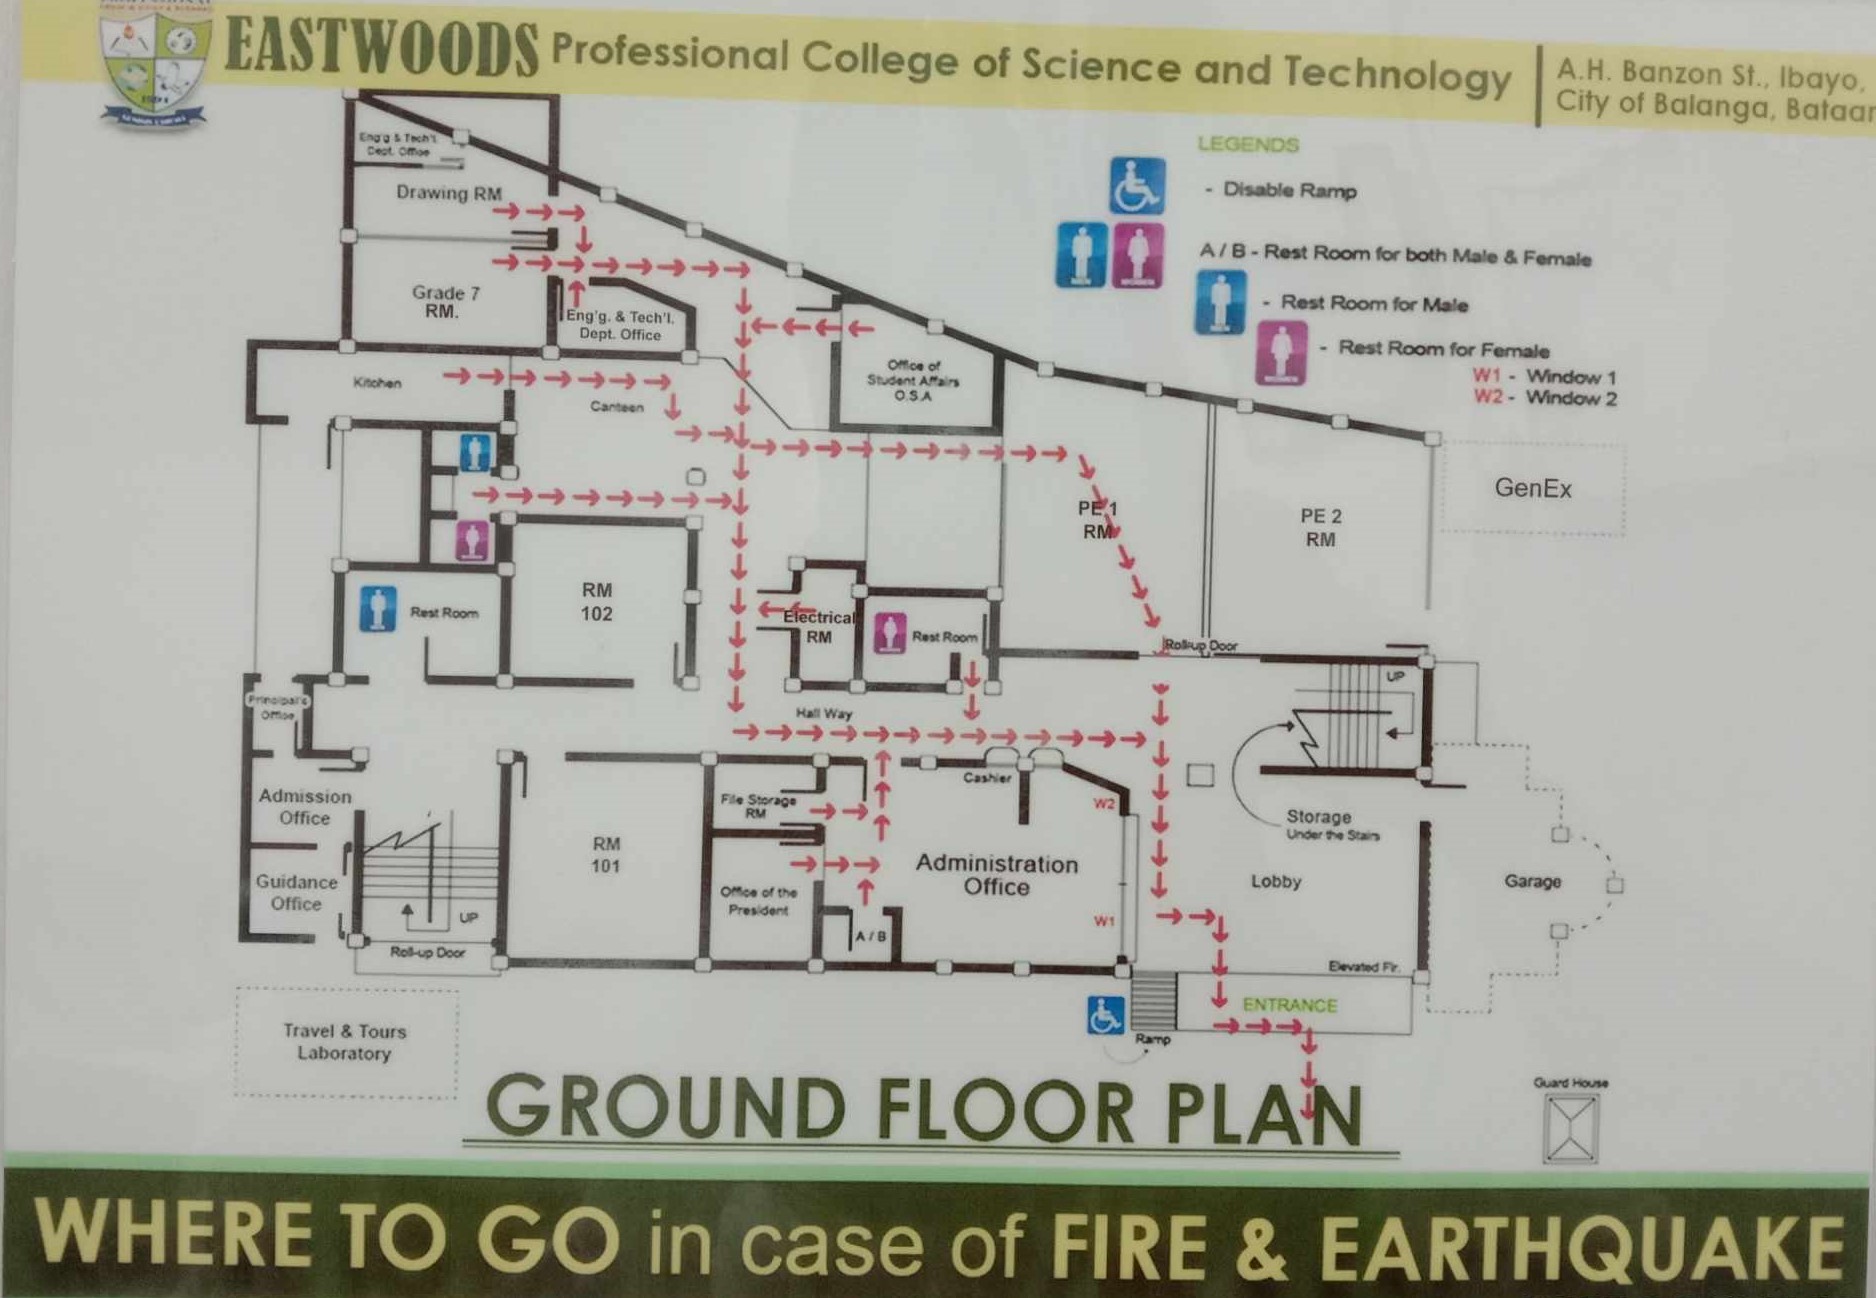 EASTWOODS Professional College of Science and Technology
A.H. Banzon St., Ibayo,
City of Balanga, Bataan
LEGENDS
- Disable Ramp
A / B - Rest Room for both Male & Female
MEN
WOMEN
- Rest Room for Male
MEN
- Rest Room for Female
WOMEN
W1 - Window 1
W2 - Window 2
Eng'g & Tech'l
Dept. Office
Drawing RM
Grade 7
RM.
Eng'g. & Tech'l.
Dept. Office
Office of
Student Affairs
O.S.A
Kitchen
Canteen
GenEx
PE 1
RM
PE 2
RM
RM
102
Rest Room
Electrical
RM
Rest Room
Roll-up Door
UP
Principal's
Office
Hall Way
Cashier
Admission
Office
File Storage
RM
W2
Storage
Under the Stairs
RM
101
Administration
Office
Lobby
Garage
Guidance
Office
Office of the
President
UP
A / B
W1
Roll-up Door
Elevated Flr.
ENTRANCE
Ramp
Travel & Tours
Laboratory
Guard House
GROUND FLOOR PLAN
WHERE TO GO in case of FIRE & EARTHQUAKE